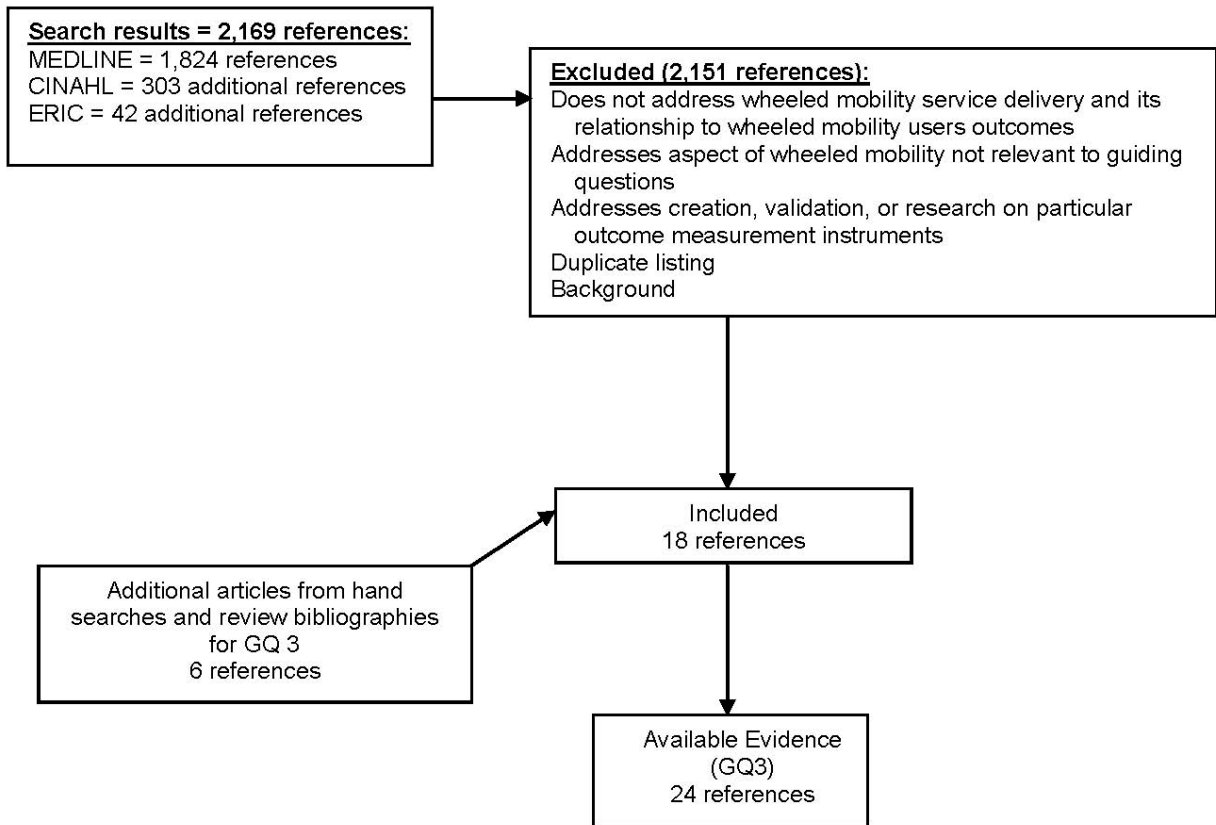 Search results = 2,169 references:
MEDLINE = 1,824 references
CINAHL = 303 additional references
ERIC = 42 additional references
Excluded (2,151 references):
Does not address wheeled mobility service delivery and its
relationship to wheeled mobility users outcomes
Addresses aspect of wheeled mobility not relevant to guiding
questions
Addresses creation, validation, or research on particular
outcome measurement instruments
Duplicate listing
Background
Included
18 references
Additional articles from hand
searches and review bibliographies
for GQ 3
6 references
Available Evidence
(GQ3)
24 references